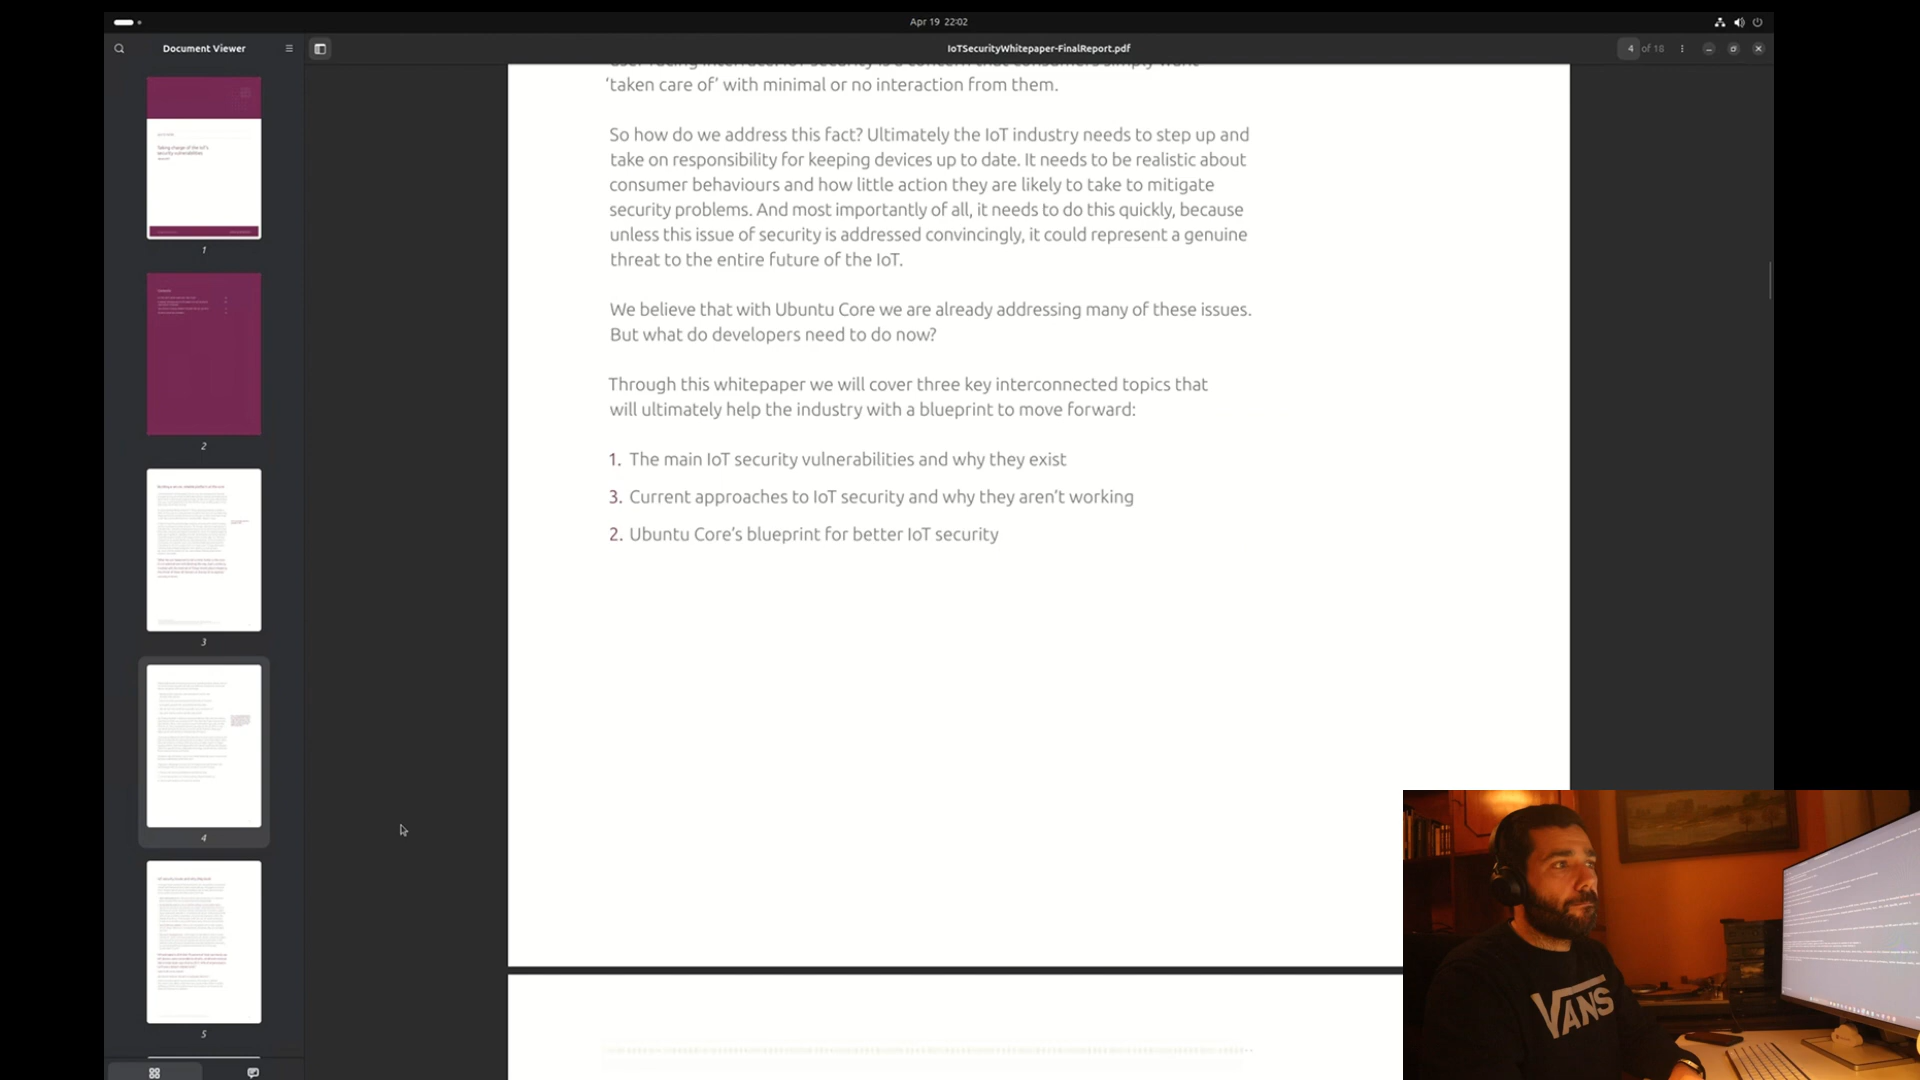 Apr 19 22:02
Document Viewer
IoTSecurityWhitepaper-FinalReport.pdf
4 of 18
‘taken care of’ with minimal or no interaction from them.
So how do we address this fact? Ultimately the IoT industry needs to step up and
take on responsibility for keeping devices up to date. It needs to be realistic about
consumer behaviours and how little action they are likely to take to mitigate
security problems. And most importantly of all, it needs to do this quickly, because
unless this issue of security is addressed convincingly, it could represent a genuine
threat to the entire future of the IoT.
We believe that with Ubuntu Core we are already addressing many of these issues.
But what do developers need to do now?
Through this whitepaper we will cover three key interconnected topics that
will ultimately help the industry with a blueprint to move forward:
1. The main IoT security vulnerabilities and why they exist
3. Current approaches to IoT security and why they aren’t working
2. Ubuntu Core’s blueprint for better IoT security
Taking charge of the IoT's
security vulnerabilities
1
2
3
4
5
VANS